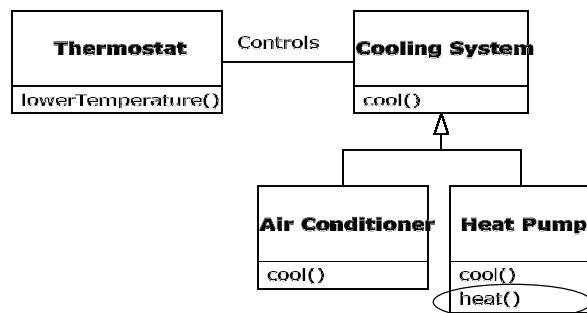 Thermostat
lowerTemperature()
Controls
Cooling System
cool()
Air Conditioner
cool()
Heat Pump
cool()
heat()